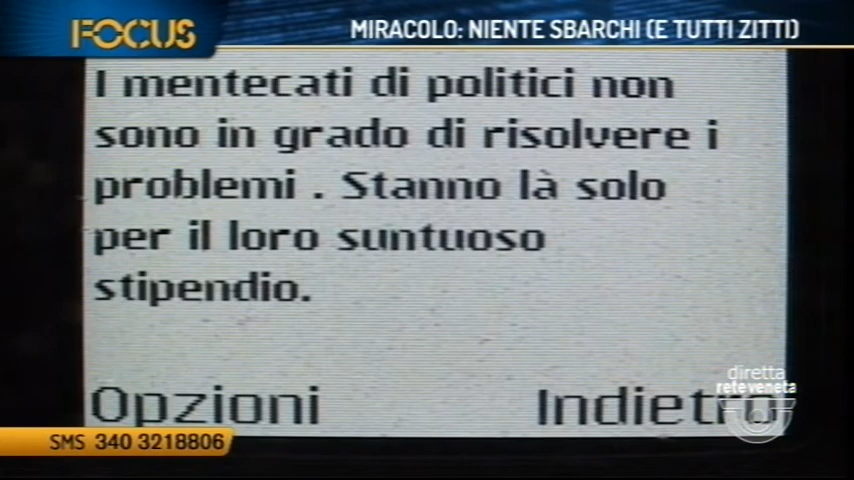 FOCUS
MIRACOLO: NIENTE SBARCHI (E TUTTI ZITTI)
I mentecati di politici non
sono in grado di risolvere i
problemi . Stanno là solo
per il loro suntuoso
stipendio.
Opzioni
Indietro
diretta
reteveneta
SMS 340 3218806